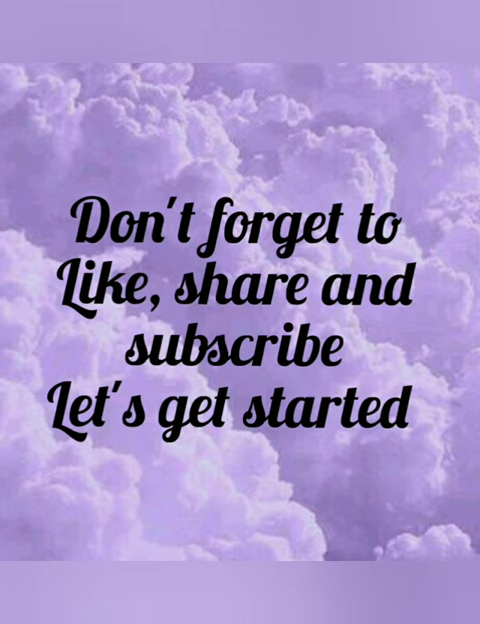 Don't forget to
Like, share and
subscribe
Let's get started